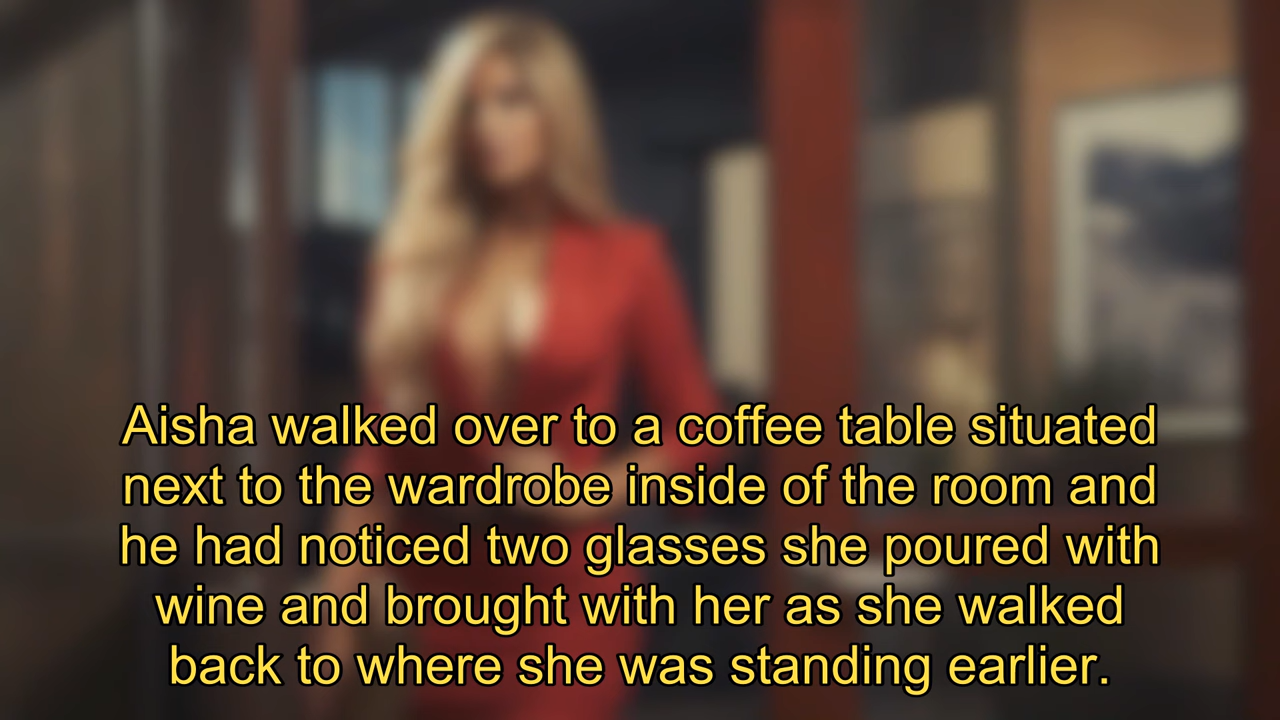 Aisha walked over to a coffee table situated
next to the wardrobe inside of the room and
he had noticed two glasses she poured with
wine and brought with her as she walked
back to where she was standing earlier.